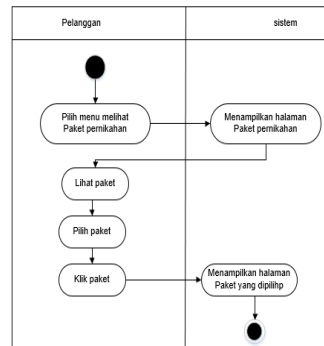 Pelanggan
sistem
Pilih menu melihat
Paket pernikahan
Menampilkan halaman
Paket pernikahan
Lihat paket
Pilih paket
Klik paket
Menampilkan halaman
Paket yang dipilihp